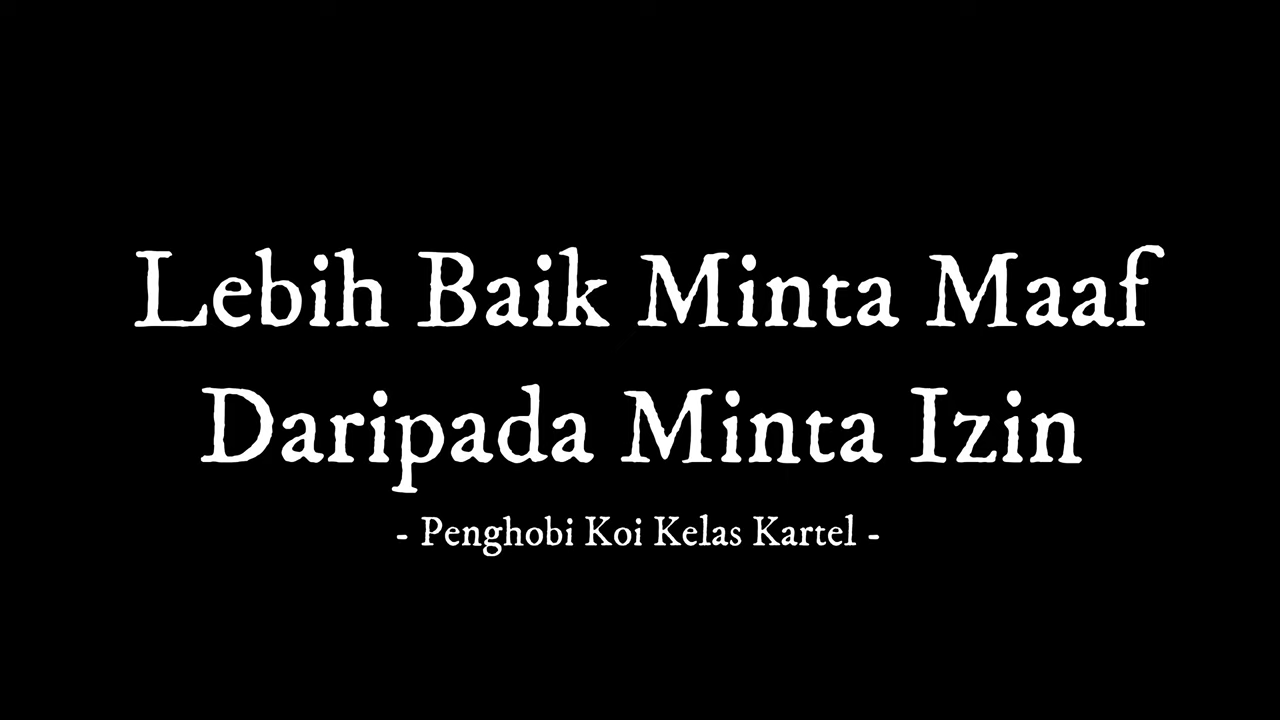 Lebih Baik Minta Maaf
Daripada Minta Izin
- Penghobi Koi Kelas Kartel -